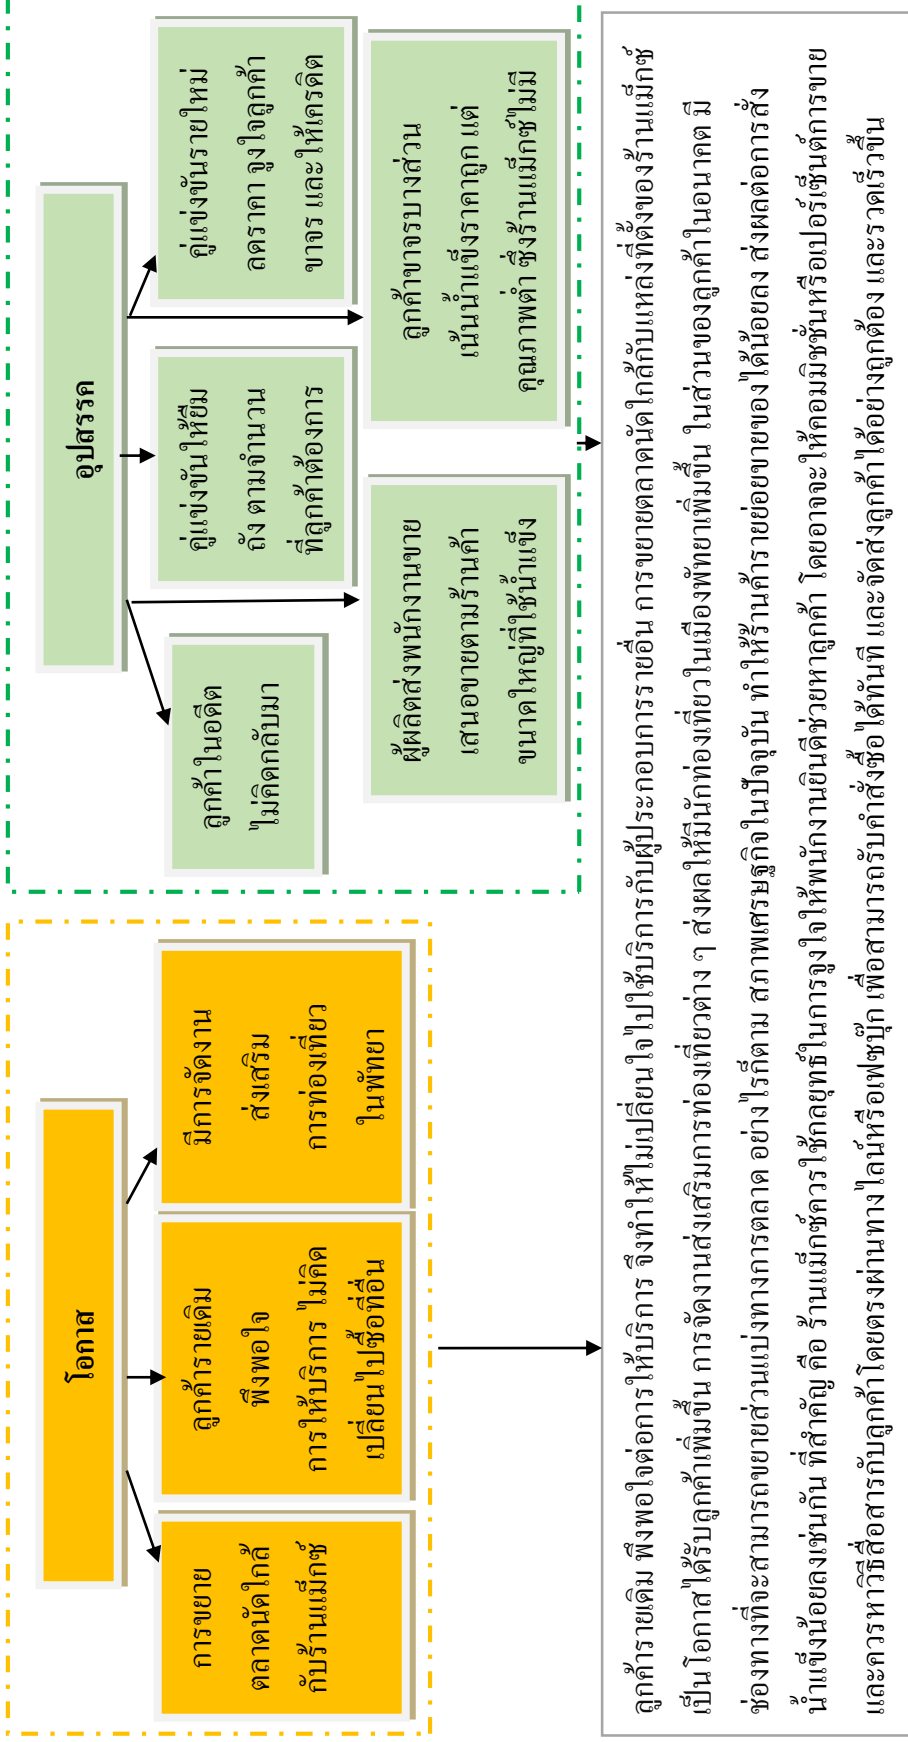 โอกาส
การขยาย
ตลาดนัดใกล้
กับร้านแม็กซ์
ลูกค้ารายเดิม
พึงพอใจ
การให้บริการ ไม่คิด
เปลี่ยนไปซื้อที่อื่น
มีการจัดงาน
ส่งเสริม
การท่องเที่ยว
ในพัทยา
อุปสรรค
ลูกค้าในอดีต
ไม่คิดกลับมา
คู่แข่งขันให้ยืม
ถัง ตามจำนวน
ที่ลูกค้าต้องการ
คู่แข่งขันรายใหม่
ลดราคา จูงใจลูกค้า
ขาจร และให้เครดิต
ผู้ผลิตส่งพนักงานขาย
เสนอขายตามร้านค้า
ขนาดใหญ่ที่ใช้น้ำแข็ง
ลูกค้าขาจรบางส่วน
เน้นน้ำแข็งราคาถูก แต่
คุณภาพต่ำ ซึ่งร้านแม็กซ์ไม่มี
ลูกค้ารายเดิม พึงพอใจต่อการให้บริการ จึงทำให้ไม่เปลี่ยนใจไปใช้บริการกับผู้ประกอบการรายอื่น การขยายตลาดนัดใกล้กับแหล่งที่ตั้งของร้านแม็กซ์
เป็นโอกาสได้รับลูกค้าเพิ่มขึ้น การจัดงานส่งเสริมการท่องเที่ยวต่าง ๆ ส่งผลให้มีนักท่องเที่ยวในเมืองพัทยาเพิ่มขึ้น ในส่วนของลูกค้าในอนาคต มี
ช่องทางที่จะสามารถขยายส่วนแบ่งทางการตลาด อย่างไรก็ตาม สภาพเศรษฐกิจในปัจจุบัน ทำให้ร้านค้ารายย่อยขายของได้น้อยลง ส่งผลต่อการสั่ง
น้ำแข็งน้อยลงเช่นกัน ที่สำคัญ คือ ร้านแม็กซ์ควรใช้กลยุทธ์ในการจูงใจให้พนักงานยินดีช่วยหาลูกค้า โดยอาจจะให้คอมมิชชั่นหรือเปอร์เซ็นต์การขาย
และควรหาวิธีสื่อสารกับลูกค้าโดยตรงผ่านทางไลน์หรือเฟซบุ๊ก เพื่อสามารถรับคำสั่งซื้อได้ทันที และจัดส่งลูกค้าได้อย่างถูกต้อง และรวดเร็วขึ้น